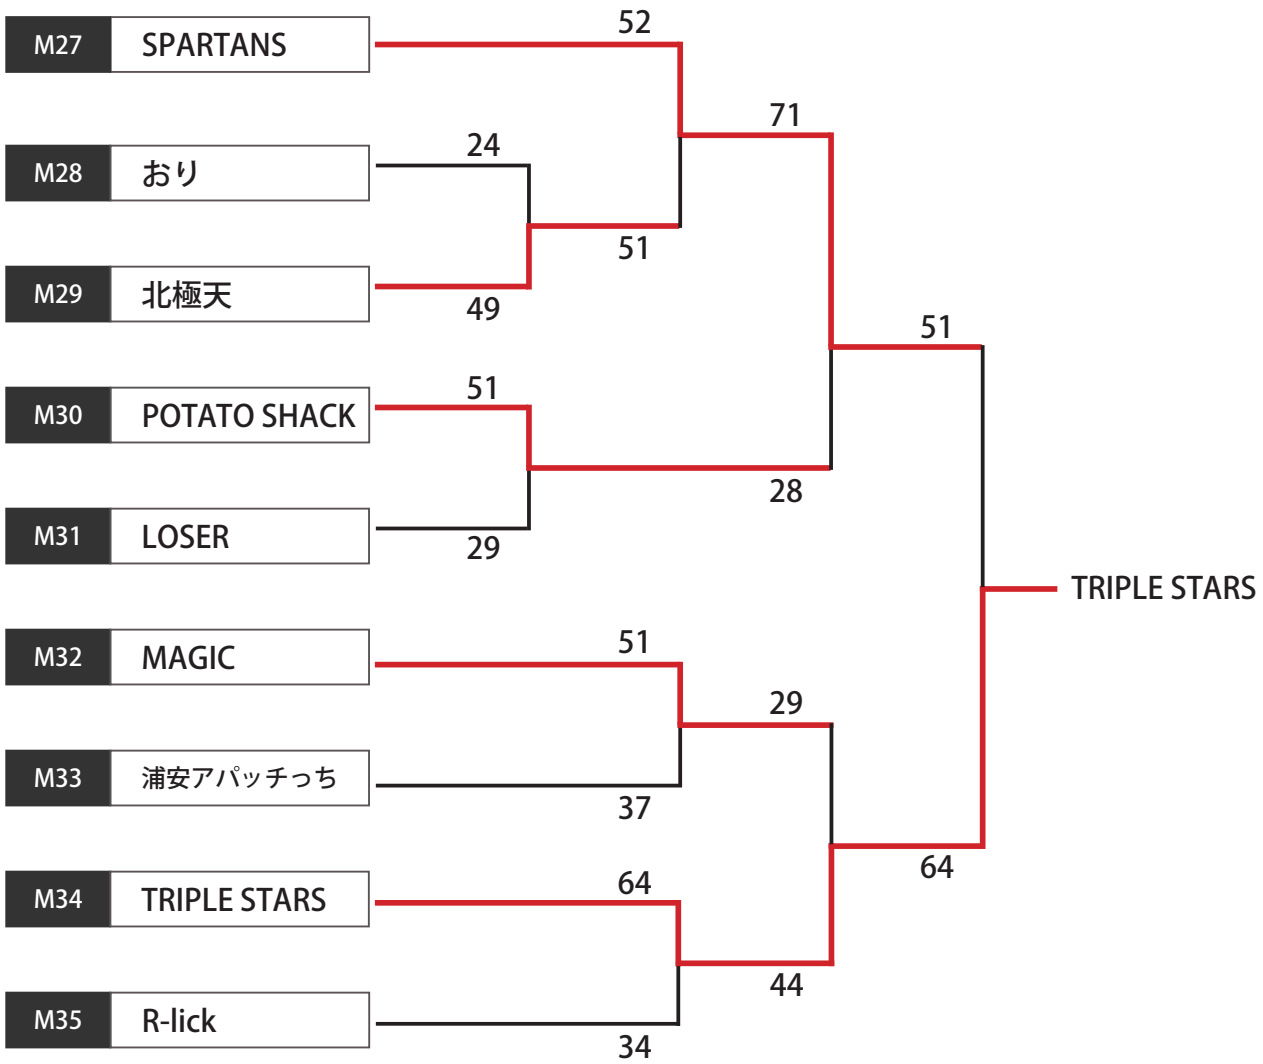 52
M27 SPARTANS
71
24
M28 おり
51
M29 北極天
49
51
51
M30 POTATO SHACK
28
M31 LOSER
29
TRIPLE STARS
51
M32 MAGIC
29
M33 浦安アパッチっち
37
64
64
M34 TRIPLE STARS
44
M35 R-lick
34